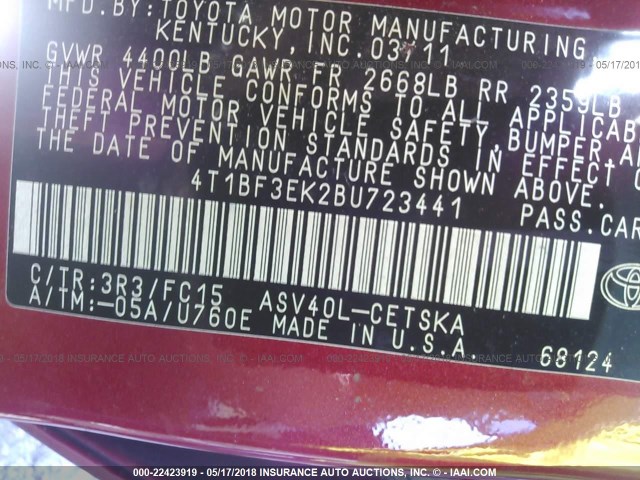 MFD. BY: TOYOTA MOTOR MANUFACTURING
KENTUCKY, INC. 03 11
GVWR 4400LB GAWR 2668LB RR 2359LB
THIS VEHICLE CONFORMS TO ALL APPLICAB
FEDERAL MOTOR VEHICLE SAFETY, BUMPER, A
THEFT PREVENTION STANDARDS IN EFFECT
THE DATE OF MANUFACTURE SHOWN ABOVE.
4T1BF3EK2BU723441 PASS. CAR
C/TR: 3R3/FC15 ASV40L-CETSKA
A/TM: -05A/U760E MADE IN U.S.A. 68124
000-22423919 - 05/17/2018 INSURANCE AUTO AUCTIONS, INC. © - IAAI.COM